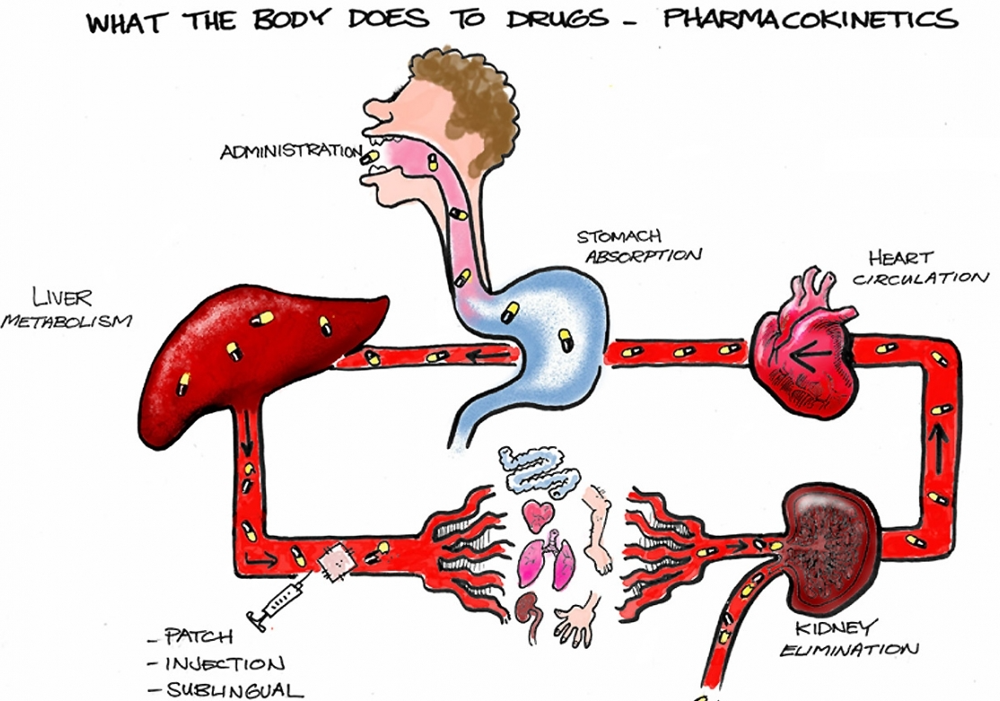 WHAT THE BODY DOES TO DRUGS - PHARMACOKINETICS
ADMINISTRATION
STOMACH
ABSORPTION
HEART
CIRCULATION
LIVER
METABOLISM
KIDNEY
ELIMINATION
- PATCH
- INJECTION
- SUBLINGUAL